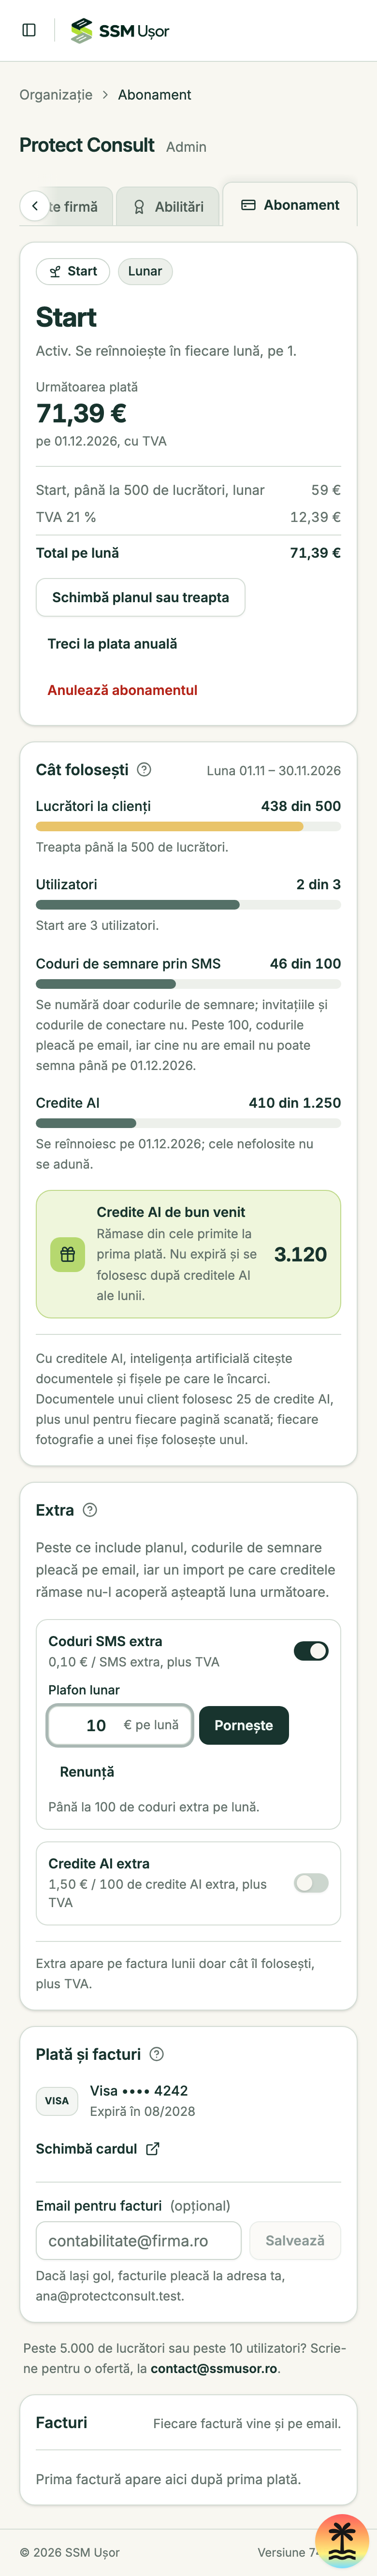 SSM Ușor
Organizație > Abonament
Protect Consult Admin
te firmă
Abilitări
Abonament
Start
Lunar
Start
Activ. Se reînnoiește în fiecare lună, pe 1.
Următoarea plată
71,39 €
pe 01.12.2026, cu TVA
Start, până la 500 de lucrători, lunar 59 €
TVA 21 % 12,39 €
Total pe lună 71,39 €
Schimbă planul sau treapta
Treci la plata anuală
Anulează abonamentul
Cât folosești Luna 01.11 – 30.11.2026
Lucrători la clienți 438 din 500
Treapta până la 500 de lucrători.
Utilizatori 2 din 3
Start are 3 utilizatori.
Coduri de semnare prin SMS 46 din 100
Se numără doar codurile de semnare; invitațiile și
codurile de conectare nu. Peste 100, codurile
pleacă pe email, iar cine nu are email nu poate
semna până pe 01.12.2026.
Credite AI 410 din 1.250
Se reînnoiesc pe 01.12.2026; cele nefolosite nu
se adună.
Credite AI de bun venit
Rămase din cele primite la
prima plată. Nu expiră și se
folosesc după creditele AI
ale lunii.
3.120
Cu creditele AI, inteligența artificială citește
documentele și fișele pe care le încarci.
Documentele unui client folosesc 25 de credite AI,
plus unul pentru fiecare pagină scanată; fiecare
fotografie a unei fișe folosește unul.
Extra
Peste ce include planul, codurile de semnare
pleacă pe email, iar un import pe care creditele
rămase nu-l acoperă așteaptă luna următoare.
Coduri SMS extra
0,10 € / SMS extra, plus TVA
Plafon lunar
10 € pe lună
Pornește
Renunță
Până la 100 de coduri extra pe lună.
Credite AI extra
1,50 € / 100 de credite AI extra, plus
TVA
Extra apare pe factura lunii doar cât îl folosești,
plus TVA.
Plată și facturi
VISA
Visa •••• 4242
Expiră în 08/2028
Schimbă cardul
Email pentru facturi (opțional)
contabilitate@firma.ro
Salvează
Dacă lași gol, facturile pleacă la adresa ta,
ana@protectconsult.test.
Peste 5.000 de lucrători sau peste 10 utilizatori? Scrie-
ne pentru o ofertă, la contact@ssmusor.ro.
Facturi Fiecare factură vine și pe email.
Prima factură apare aici după prima plată.
© 2026 SSM Ușor Versiune